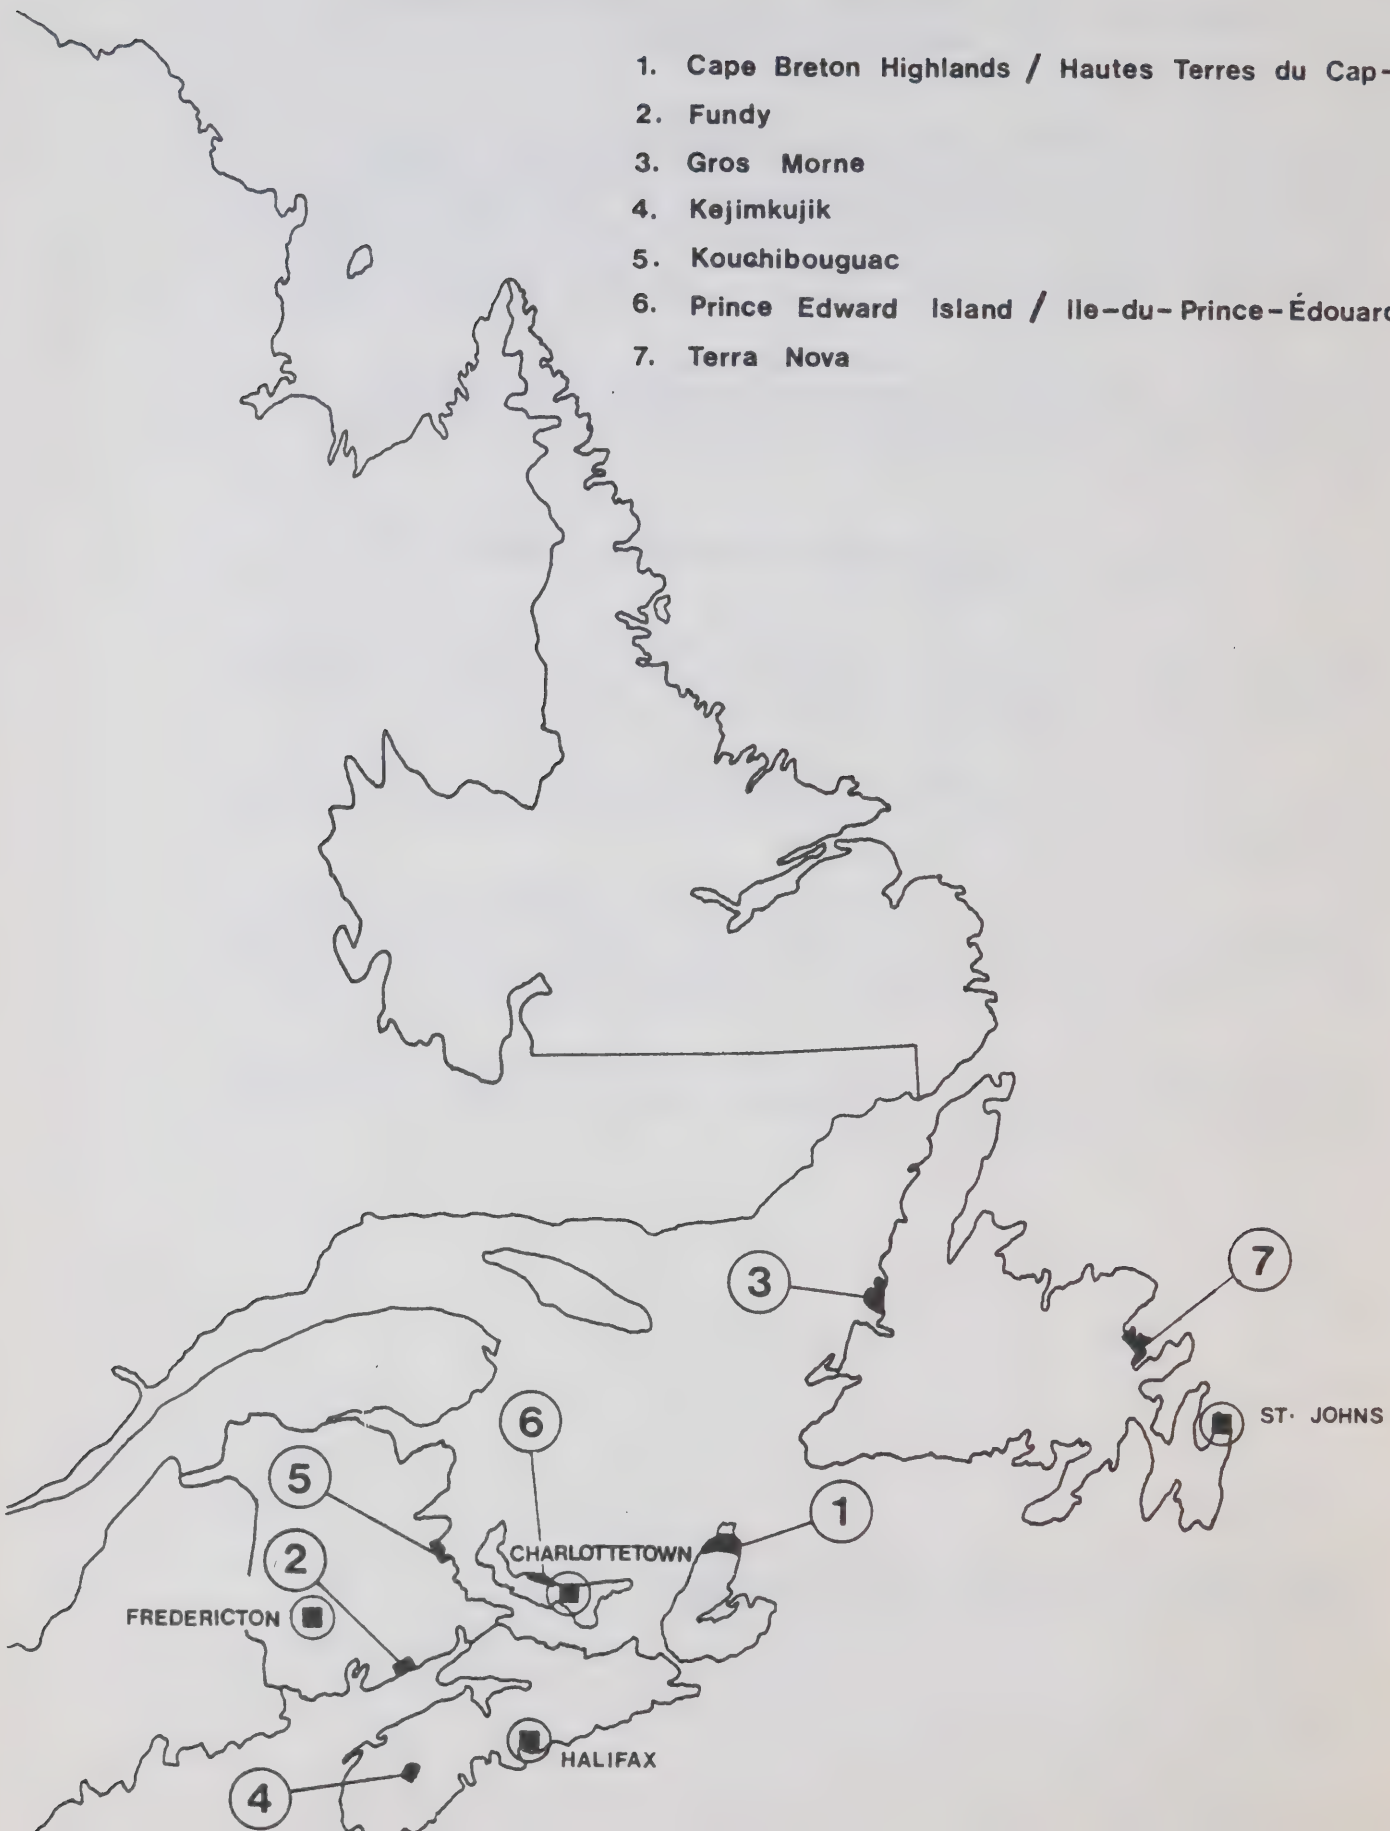 1. Cape Breton Highlands / Hautes Terres du Cap-
2. Fundy
3. Gros Morne
4. Kejimkujik
5. Kouchibouguac
6. Prince Edward Island / Ile-du-Prince-Édouard
7. Terra Nova
7
3
6
ST. JOHNS
5
1
2
CHARLOTTETOWN
FREDERICTON
HALIFAX
4